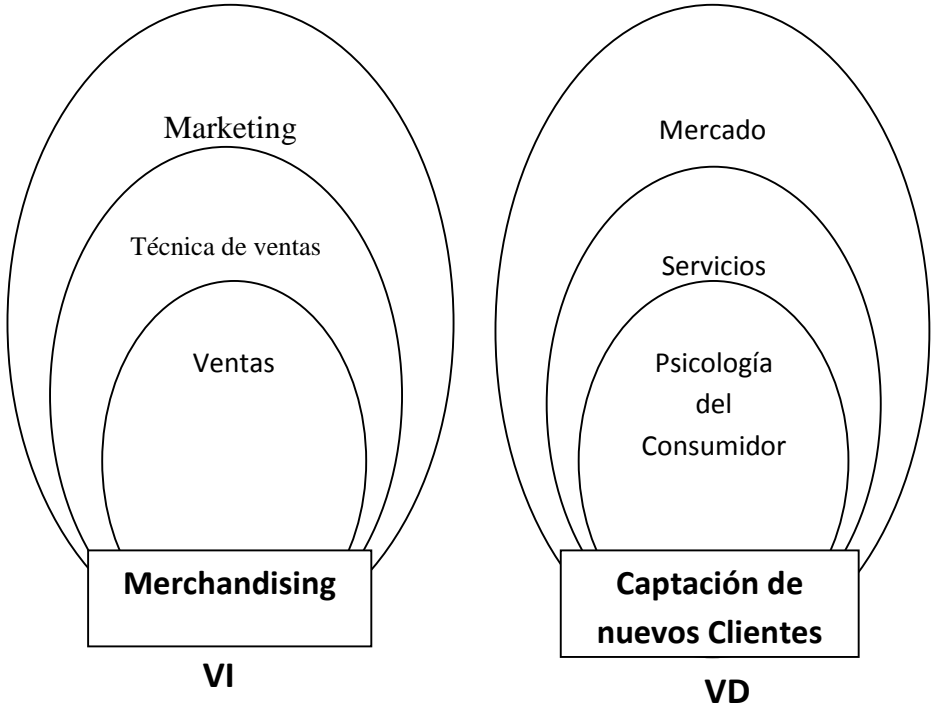 Marketing
Técnica de ventas
Ventas
Merchandising
VI
Mercado
Servicios
Psicología
del
Consumidor
Captación de
nuevos Clientes
VD